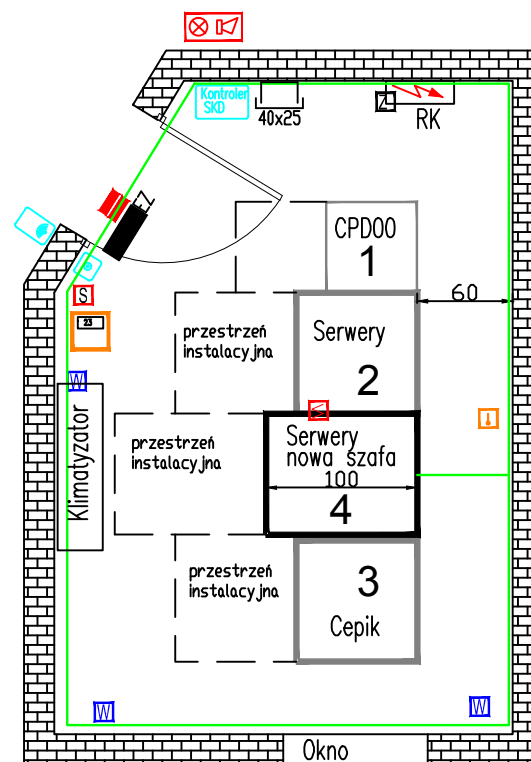 Kontroler
SKD
40x25
Z
RK
EZ
CPD00
1
60
S
23
przestrzeń
instalacyjna
Serwery
2
W
Klimatyzator
przestrzeń
instalacyjna
Serwery
nowa szafa
100
4
przestrzeń
instalacyjna
3
Cepik
W
W
Okno